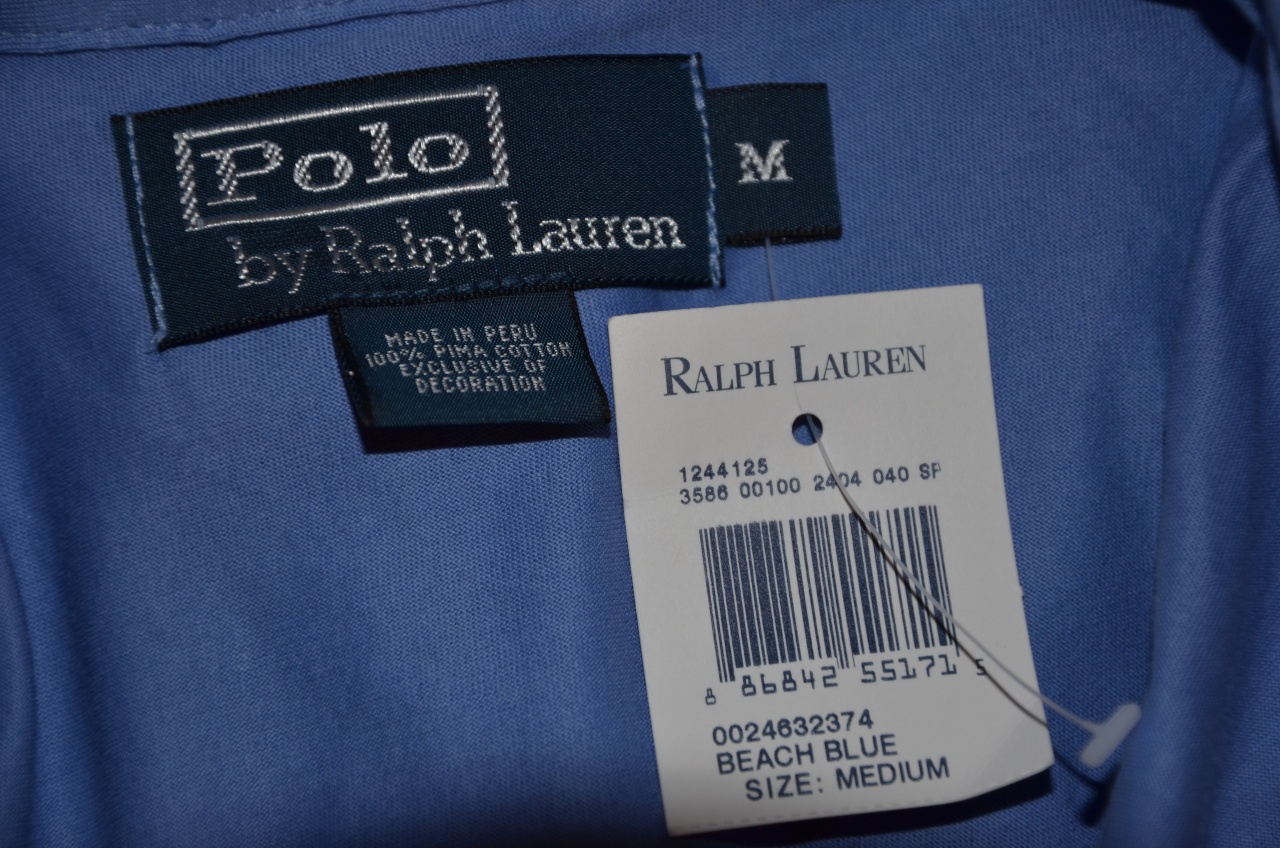 Polo
by Ralph Lauren
M
MADE IN PERU
100% PIMA COTTON
EXCLUSIVE OF
DECORATION
RALPH LAUREN
1244125
3586 00100 2404 040 SP
8 86842 55171 5
0024632374
BEACH BLUE
SIZE: MEDIUM